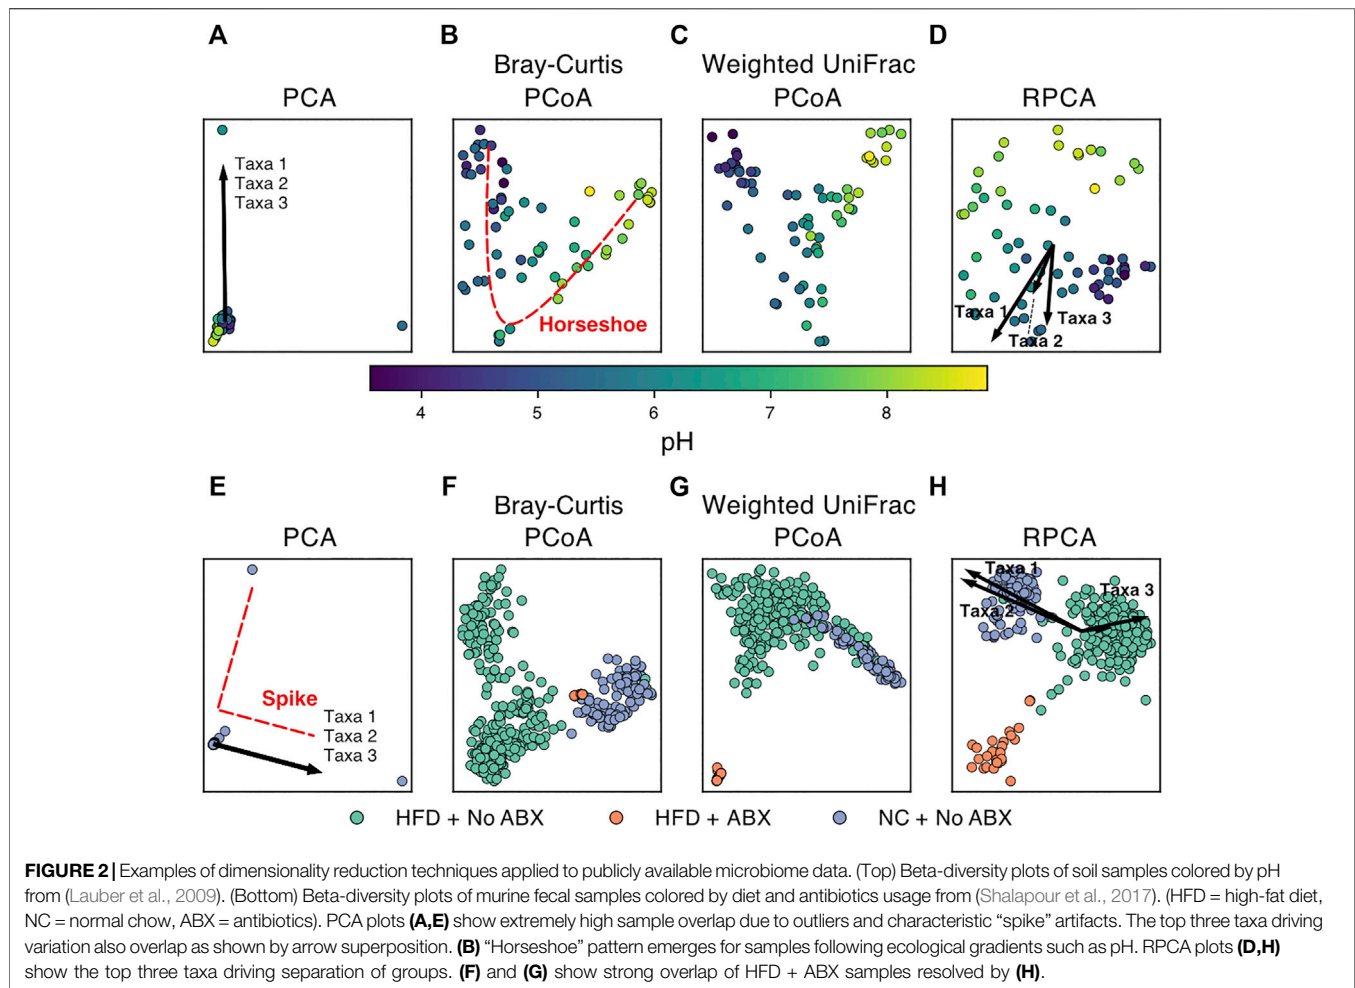 A
B
C
D
Bray-Curtis
Weighted UniFrac
PCA
PCoA
PCoA
RPCA
Taxa 1
Taxa 2
Taxa 3
Horseshoe
Taxa 1
Taxa 3
Taxa 2
4
5
6
7
8
pH
E
F
G
H
Bray-Curtis
Weighted UniFrac
PCA
PCoA
PCoA
RPCA
Spike
Taxa 1
Taxa 2
Taxa 3
Taxa 1
Taxa 3
Taxa 2
HFD + No ABX
HFD + ABX
NC + No ABX
FIGURE 2 | Examples of dimensionality reduction techniques applied to publicly available microbiome data. (Top) Beta-diversity plots of soil samples colored by pH
from (Lauber et al., 2009). (Bottom) Beta-diversity plots of murine fecal samples colored by diet and antibiotics usage from (Shalapour et al., 2017). (HFD = high-fat diet,
NC = normal chow, ABX = antibiotics). PCA plots (A,E) show extremely high sample overlap due to outliers and characteristic “spike” artifacts. The top three taxa driving
variation also overlap as shown by arrow superposition. (B) “Horseshoe” pattern emerges for samples following ecological gradients such as pH. RPCA plots (D,H)
show the top three taxa driving separation of groups. (F) and (G) show strong overlap of HFD + ABX samples resolved by (H).